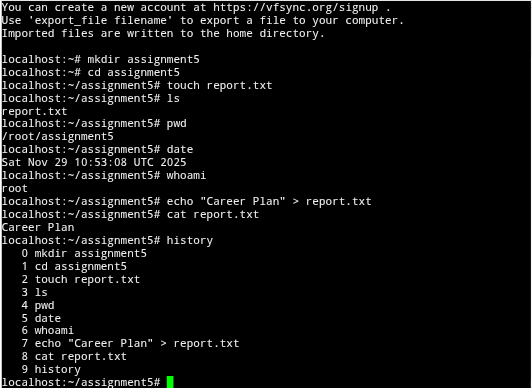 You can create a new account at https://vfsync.org/signup .
Use 'export_file filename' to export a file to your computer.
Imported files are written to the home directory.

localhost:~# mkdir assignment5
localhost:~# cd assignment5
localhost:~/assignment5# touch report.txt
localhost:~/assignment5# ls
report.txt
localhost:~/assignment5# pwd
/root/assignment5
localhost:~/assignment5# date
Sat Nov 29 10:53:08 UTC 2025
localhost:~/assignment5# whoami
root
localhost:~/assignment5# echo "Career Plan" > report.txt
localhost:~/assignment5# cat report.txt
Career Plan
localhost:~/assignment5# history
   0 mkdir assignment5
   1 cd assignment5
   2 touch report.txt
   3 ls
   4 pwd
   5 date
   6 whoami
   7 echo "Career Plan" > report.txt
   8 cat report.txt
   9 history
localhost:~/assignment5#